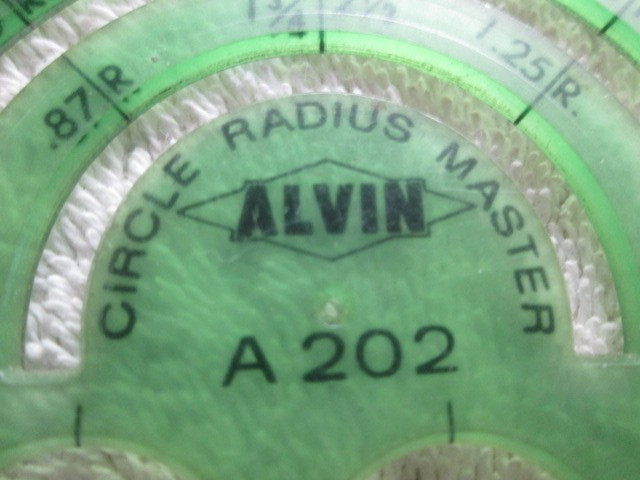 .87 R
1.25 R.
CIRCLE RADIUS MASTER
ALVIN
A 202